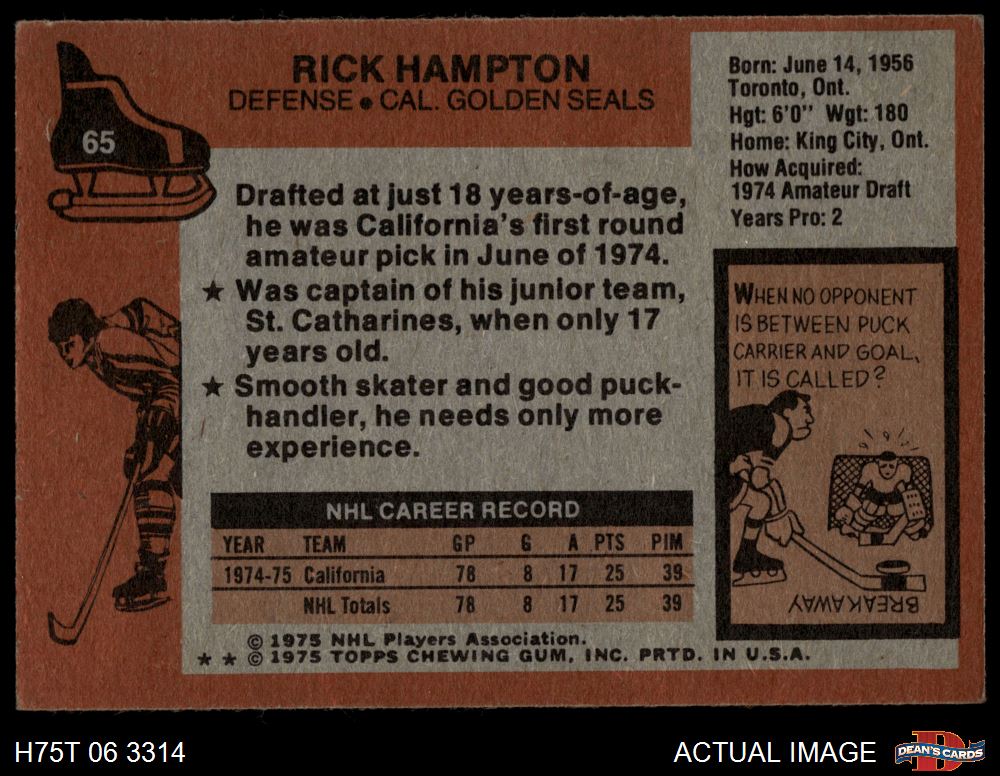 RICK HAMPTON
DEFENSE • CAL. GOLDEN SEALS
65
Born: June 14, 1956
Toronto, Ont.
Hgt: 6'0" Wgt: 180
Home: King City, Ont.
How Acquired:
1974 Amateur Draft
Years Pro: 2
Drafted at just 18 years-of-age,
he was California's first round
amateur pick in June of 1974.
★ Was captain of his junior team,
St. Catharines, when only 17
years old.
★ Smooth skater and good puck-
handler, he needs only more
experience.
WHEN NO OPPONENT
IS BETWEEN PUCK
CARRIER AND GOAL,
IT IS CALLED?
BREAKAWAY
NHL CAREER RECORD
YEAR TEAM GP G A PTS PIM
1974-75 California 78 8 17 25 39
NHL Totals 78 8 17 25 39
© 1975 NHL Players Association.
★ ★ © 1975 TOPPS CHEWING GUM, INC. PRTD. IN U.S.A.
H75T 06 3314
ACTUAL IMAGE
DEAN'S CARDS